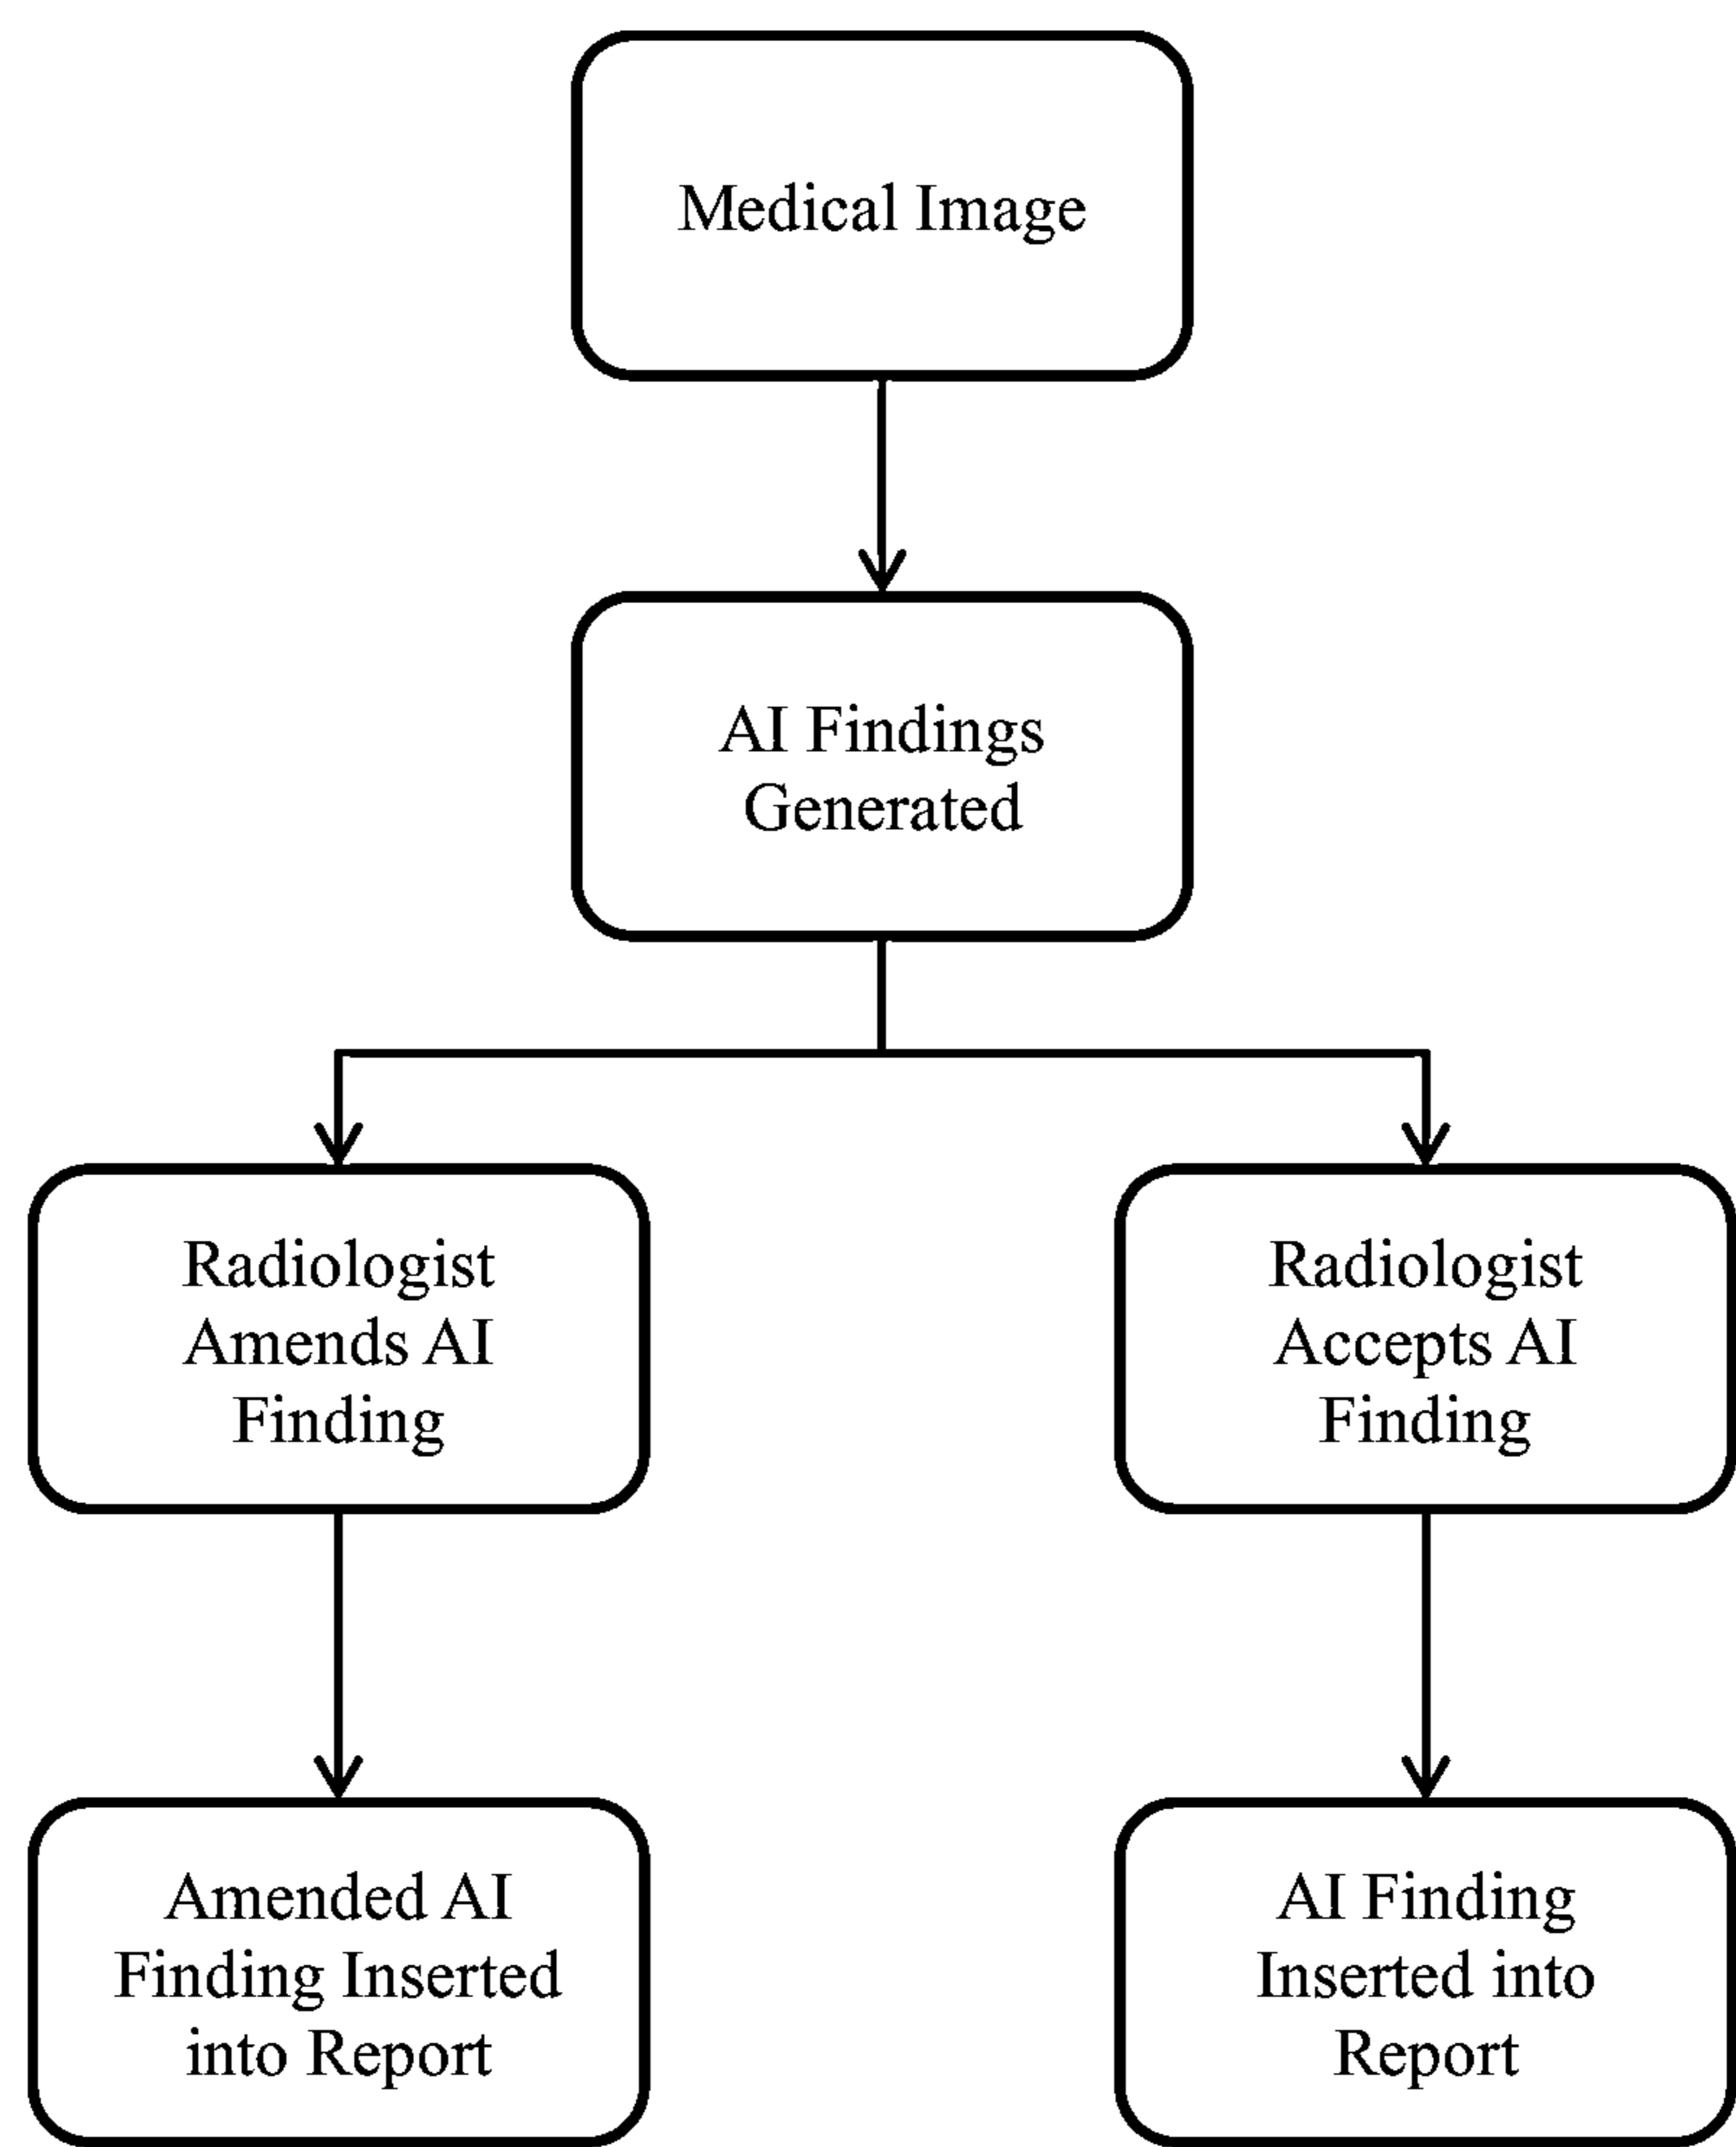 Medical Image
AI Findings
Generated
Radiologist
Amends AI
Finding
Radiologist
Accepts AI
Finding
Amended AI
Finding Inserted
into Report
AI Finding
Inserted into
Report